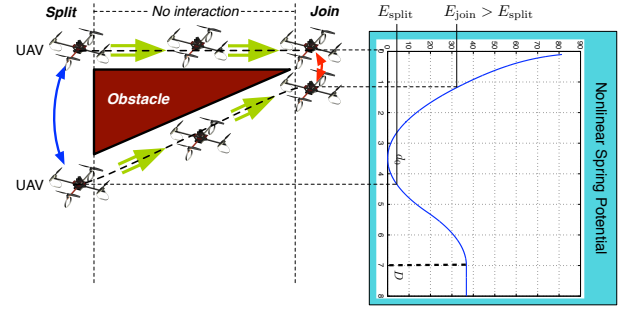 Split
No interaction
Join
E_split
E_join > E_split
UAV
0 10 20 30 40 50 60 70 80 90
Obstacle
0
1
2
3
4
5
6
7
8
d_0
D
Nonlinear Spring Potential
UAV